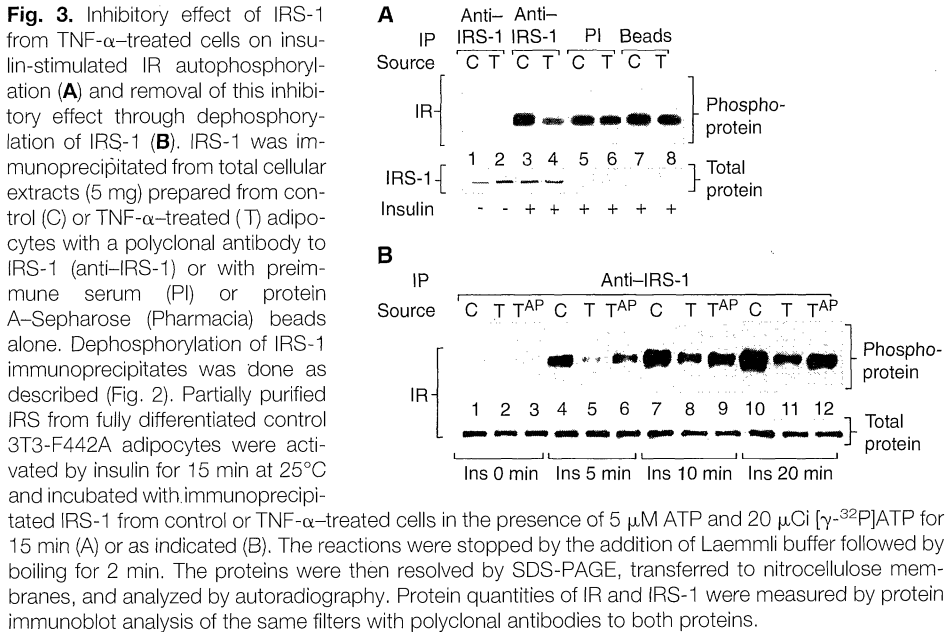 Fig. 3. Inhibitory effect of IRS-1
from TNF-α–treated cells on insu-
lin-stimulated IR autophosphoryl-
ation (A) and removal of this inhibi-
tory effect through dephosphory-
lation of IRS-1 (B). IRS-1 was im-
munoprecipitated from total cellular
extracts (5 mg) prepared from con-
trol (C) or TNF-α–treated (T) adipo-
cytes with a polyclonal antibody to
IRS-1 (anti–IRS-1) or with preim-
mune serum (PI) or protein
A–Sepharose (Pharmacia) beads
alone. Dephosphorylation of IRS-1
immunoprecipitates was done as
described (Fig. 2). Partially purified
IRS from fully differentiated control
3T3-F442A adipocytes were acti-
vated by insulin for 15 min at 25°C
and incubated with immunoprecipi-
tated IRS-1 from control or TNF-α–treated cells in the presence of 5 μM ATP and 20 μCi [γ-³²P]ATP for
15 min (A) or as indicated (B). The reactions were stopped by the addition of Laemmli buffer followed by
boiling for 2 min. The proteins were then resolved by SDS-PAGE, transferred to nitrocellulose mem-
branes, and analyzed by autoradiography. Protein quantities of IR and IRS-1 were measured by protein
immunoblot analysis of the same filters with polyclonal antibodies to both proteins.
A
Anti– Anti–
IP IRS-1 IRS-1 PI Beads
Source C T C T C T C T
IR
Phospho-
protein
1 2 3 4 5 6 7 8
IRS-1
Total
protein
Insulin - - + + + + + +
B
IP Anti–IRS-1
Source C T Tᴬᴾ C T Tᴬᴾ C T Tᴬᴾ C T Tᴬᴾ
Phospho-
protein
IR
1 2 3 4 5 6 7 8 9 10 11 12
Total
protein
Ins 0 min Ins 5 min Ins 10 min Ins 20 min